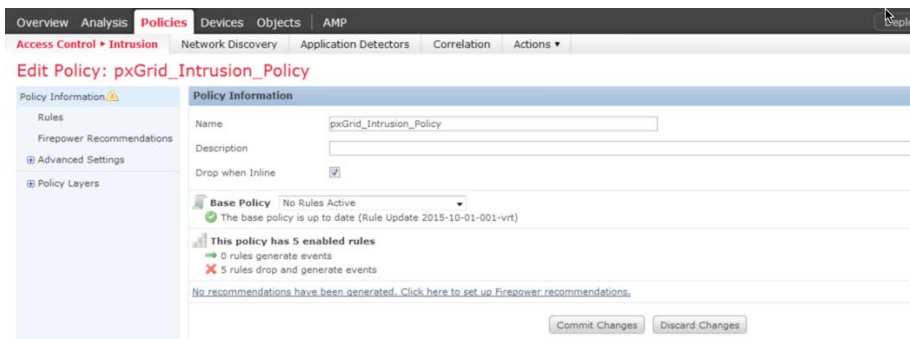 Overview Analysis Policies Devices Objects AMP
Access Control ▸ Intrusion Network Discovery Application Detectors Correlation Actions ▼
Edit Policy: pxGrid_Intrusion_Policy
Policy Information
Rules
Firepower Recommendations
Advanced Settings
Policy Layers
Policy Information
Name pxGrid_Intrusion_Policy
Description
Drop when Inline
Base Policy No Rules Active
The base policy is up to date (Rule Update 2015-10-01-001-vrt)
This policy has 5 enabled rules
0 rules generate events
5 rules drop and generate events
No recommendations have been generated. Click here to set up Firepower recommendations.
Commit Changes Discard Changes